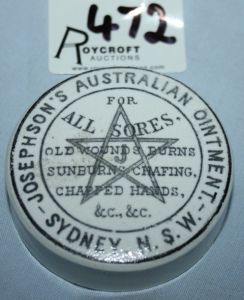 472
ROYCROFT
AUCTIONS
JOSEPHSON'S AUSTRALIAN OINTMENT
FOR
ALL SORES,
OLD WOUNDS BURNS
J
SUNBURNS CHAFING,
CHAPPED HANDS,
&C., &C.
-SYDNEY, N.S.W.-